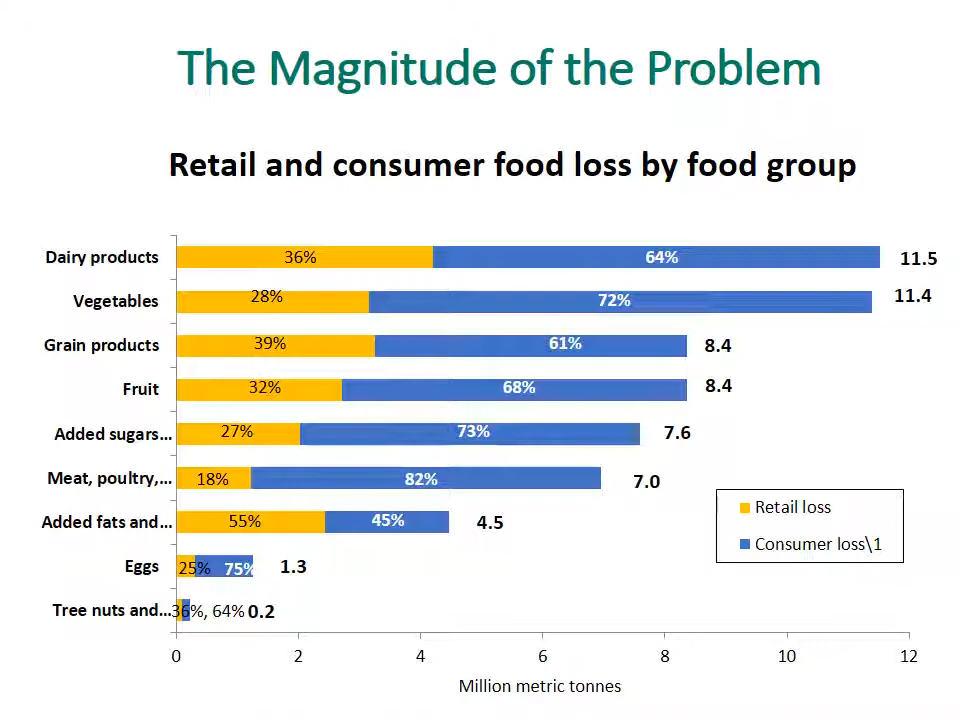 The Magnitude of the Problem
Retail and consumer food loss by food group
Dairy products 36% 64% 11.5
Vegetables 28% 72% 11.4
Grain products 39% 61% 8.4
Fruit 32% 68% 8.4
Added sugars… 27% 73% 7.6
Meat, poultry,… 18% 82% 7.0
Added fats and… 55% 45% 4.5
Eggs 25% 75% 1.3
Tree nuts and… 36%, 64% 0.2
Retail loss
Consumer loss\1
0 2 4 6 8 10 12
Million metric tonnes